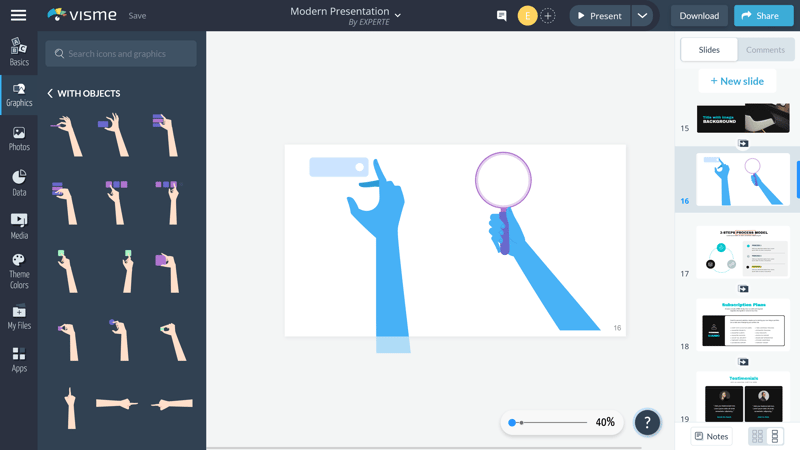 visme
Save
Modern Presentation
By EXPERTE
E
Present
Download
Share
Basics
Graphics
Photos
Data
Media
Theme
Colors
My Files
Apps
Search icons and graphics
WITH OBJECTS
16
40%
?
Slides
Comments
+ New slide
Title with Image
BACKGROUND
15
16
3-STEPS PROCESS MODEL
17
Subscription Plans
18
Testimonials
19
Notes